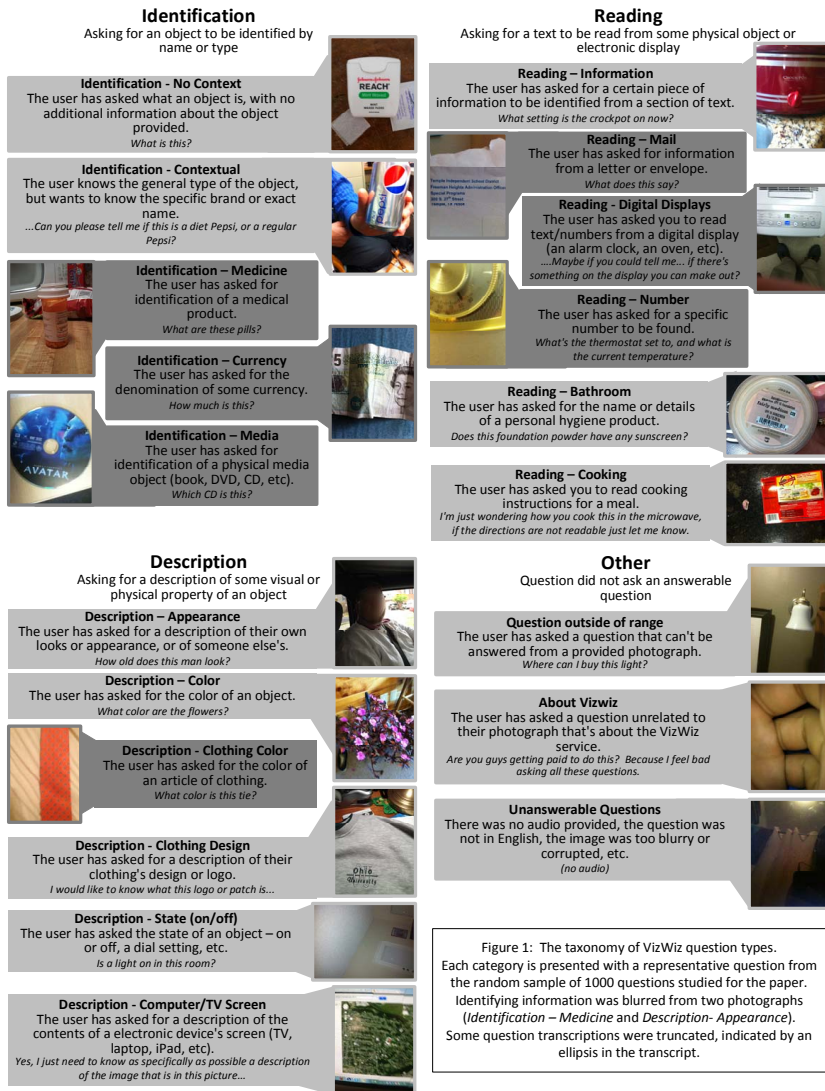 Identification
Asking for an object to be identified by
name or type
Identification - No Context
The user has asked what an object is, with no
additional information about the object
provided.
What is this?
REACH
Identification - Contextual
The user knows the general type of the object,
but wants to know the specific brand or exact
name.
...Can you please tell me if this is a diet Pepsi, or a regular
Pepsi?
pepsi
Identification – Medicine
The user has asked for
identification of a medical
product.
What are these pills?
Identification – Currency
The user has asked for the
denomination of some currency.
How much is this?
5
Identification – Media
The user has asked for
identification of a physical media
object (book, DVD, CD, etc).
Which CD is this?
AVATAR
Reading
Asking for a text to be read from some physical object or
electronic display
Reading – Information
The user has asked for a certain piece of
information to be identified from a section of text.
What setting is the crockpot on now?
Reading – Mail
The user has asked for information
from a letter or envelope.
What does this say?
Reading - Digital Displays
The user has asked you to read
text/numbers from a digital display
(an alarm clock, an oven, etc).
....Maybe if you could tell me... if there's
something on the display you can make out?
Reading – Number
The user has asked for a specific
number to be found.
What's the thermostat set to, and what is
the current temperature?
Reading – Bathroom
The user has asked for the name or details
of a personal hygiene product.
Does this foundation powder have any sunscreen?
Reading – Cooking
The user has asked you to read cooking
instructions for a meal.
I'm just wondering how you cook this in the microwave,
if the directions are not readable just let me know.
Description
Asking for a description of some visual or
physical property of an object
Description – Appearance
The user has asked for a description of their own
looks or appearance, or of someone else's.
How old does this man look?
Description – Color
The user has asked for the color of an object.
What color are the flowers?
Description - Clothing Color
The user has asked for the color of
an article of clothing.
What color is this tie?
Description - Clothing Design
The user has asked for a description of their
clothing's design or logo.
I would like to know what this logo or patch is...
Ohio
University
Description - State (on/off)
The user has asked the state of an object – on
or off, a dial setting, etc.
Is a light on in this room?
Description - Computer/TV Screen
The user has asked for a description of the
contents of a electronic device's screen (TV,
laptop, iPad, etc).
Yes, I just need to know as specifically as possible a description
of the image that is in this picture...
Other
Question did not ask an answerable
question
Question outside of range
The user has asked a question that can't be
answered from a provided photograph.
Where can I buy this light?
About Vizwiz
The user has asked a question unrelated to
their photograph that's about the VizWiz
service.
Are you guys getting paid to do this?  Because I feel bad
asking all these questions.
Unanswerable Questions
There was no audio provided, the question was
not in English, the image was too blurry or
corrupted, etc.
(no audio)
Figure 1:  The taxonomy of VizWiz question types.
Each category is presented with a representative question from
the random sample of 1000 questions studied for the paper.
Identifying information was blurred from two photographs
(Identification – Medicine and Description- Appearance).
Some question transcriptions were truncated, indicated by an
ellipsis in the transcript.